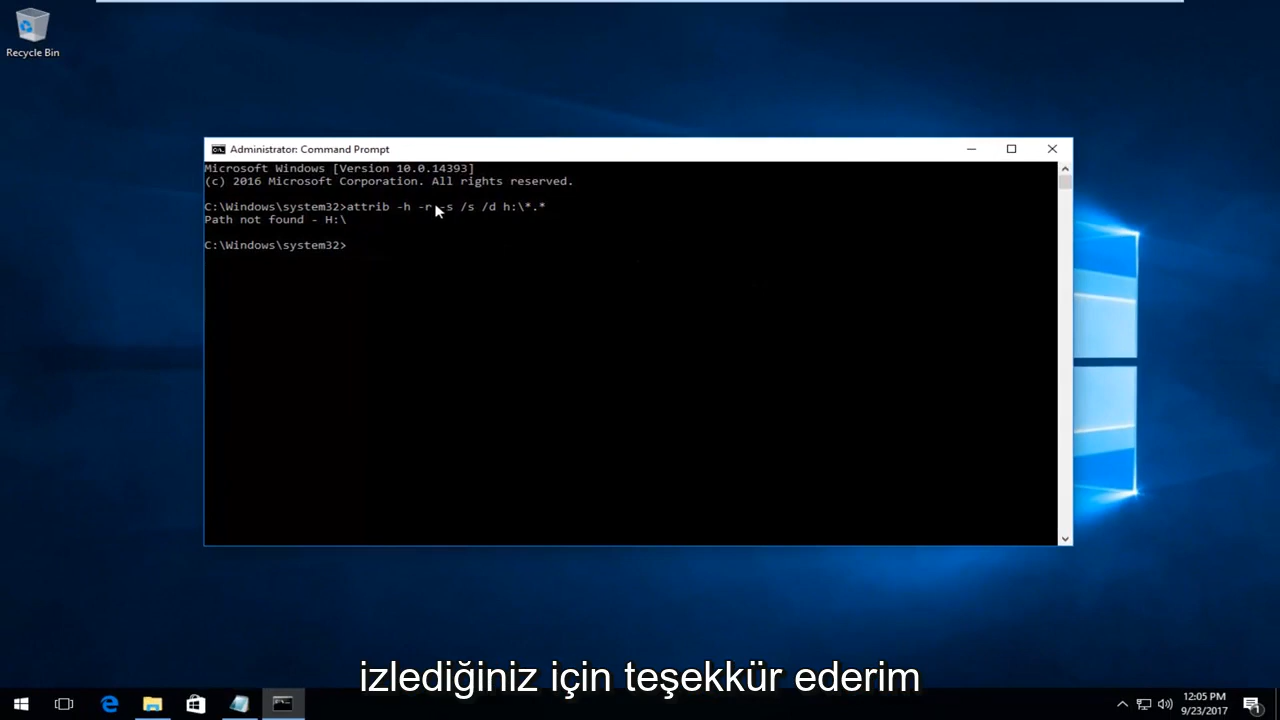 Recycle Bin
Administrator: Command Prompt
Microsoft Windows [Version 10.0.14393]
(c) 2016 Microsoft Corporation. All rights reserved.
C:\Windows\system32>attrib -h -r -s /s /d h:\*.*
Path not found - H:\
C:\Windows\system32>
izlediğiniz için teşekkür ederim
12:05 PM
9/23/2017
1